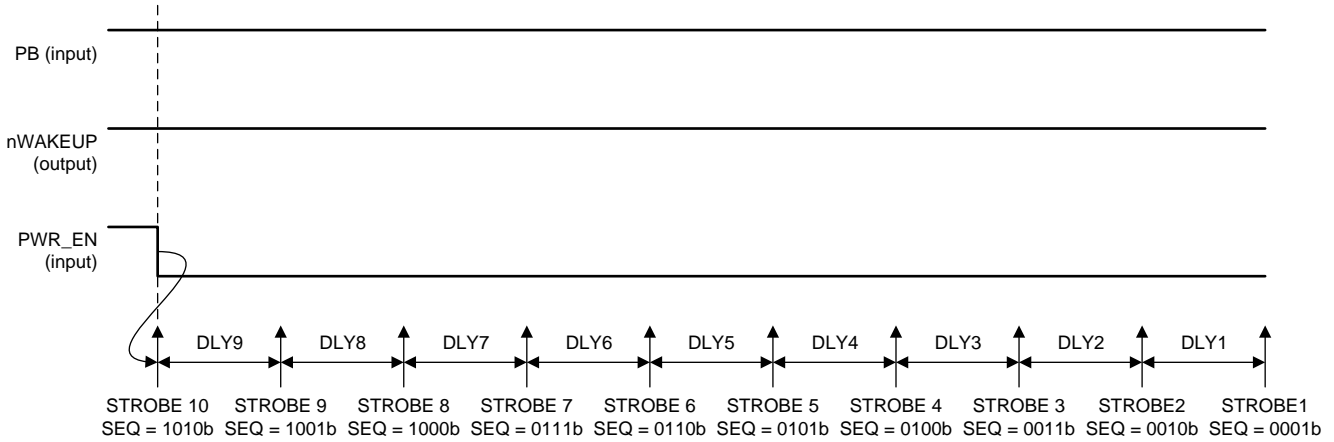 PB (input)
nWAKEUP
(output)
PWR_EN
(input)
DLY9 DLY8 DLY7 DLY6 DLY5 DLY4 DLY3 DLY2 DLY1
STROBE 10 STROBE 9 STROBE 8 STROBE 7 STROBE 6 STROBE 5 STROBE 4 STROBE 3 STROBE2 STROBE1
SEQ = 1010b SEQ = 1001b SEQ = 1000b SEQ = 0111b SEQ = 0110b SEQ = 0101b SEQ = 0100b SEQ = 0011b SEQ = 0010b SEQ = 0001b